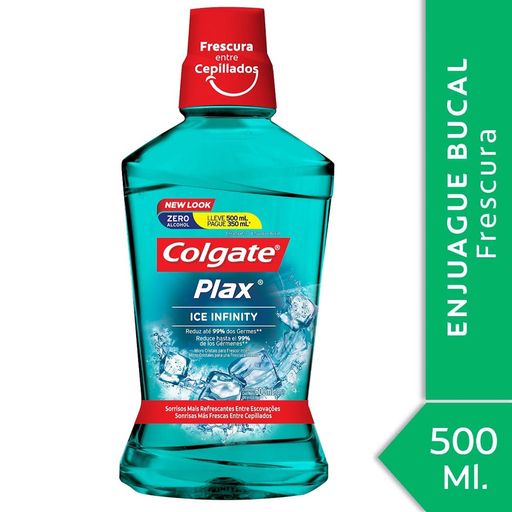 Frescura
entre
Cepillados
NEW LOOK
ZERO
ALCOHOL
LLEVE 500 mL
PAGUE 350 mL*
Colgate®
Plax®
ICE INFINITY
Reduz até 99% dos Germes**
Reduce hasta el 99%
de los Gérmenes**
500mL
Sorrisos Mais Refrescantes Entre Escovações
Sonrisas Más Frescas Entre Cepillados
ENJUAGUE BUCAL
Frescura
500
Ml.